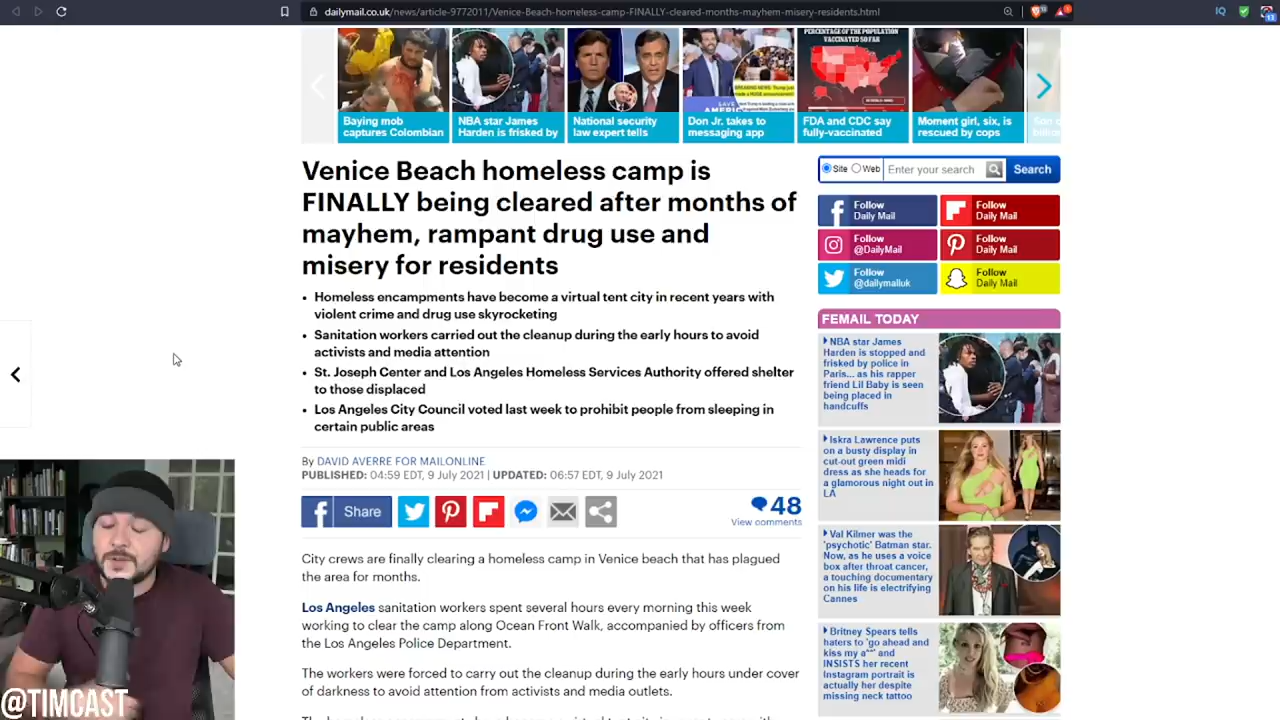 dailymail.co.uk/news/article-9772011/Venice-Beach-homeless-camp-FINALLY-cleared-months-mayhem-misery-residents.html
IQ
PERCENTAGE OF THE POPULATION
VACCINATED SO FAR
Baying mob
captures Colombian
NBA star James
Harden is frisked by
National security
law expert tells
Don Jr. takes to
messaging app
FDA and CDC say
fully-vaccinated
Moment girl, six, is
rescued by cops
Venice Beach homeless camp is
FINALLY being cleared after months of
mayhem, rampant drug use and
misery for residents
• Homeless encampments have become a virtual tent city in recent years with
violent crime and drug use skyrocketing
• Sanitation workers carried out the cleanup during the early hours to avoid
activists and media attention
• St. Joseph Center and Los Angeles Homeless Services Authority offered shelter
to those displaced
• Los Angeles City Council voted last week to prohibit people from sleeping in
certain public areas
By DAVID AVERRE FOR MAILONLINE
PUBLISHED: 04:59 EDT, 9 July 2021 | UPDATED: 06:57 EDT, 9 July 2021
Share
48
View comments
City crews are finally clearing a homeless camp in Venice beach that has plagued
the area for months.
Los Angeles sanitation workers spent several hours every morning this week
working to clear the camp along Ocean Front Walk, accompanied by officers from
the Los Angeles Police Department.
The workers were forced to carry out the cleanup during the early hours under cover
of darkness to avoid attention from activists and media outlets.
Site Web Enter your search Search
Follow
Daily Mail
Follow
Daily Mail
Follow
@DailyMail
Follow
Daily Mail
Follow
@dailymailuk
Follow
Daily Mail
FEMAIL TODAY
NBA star James
Harden is stopped and
frisked by police in
Paris... as his rapper
friend Lil Baby is seen
being placed in
handcuffs
Iskra Lawrence puts
on a busty display in
cut-out green midi
dress as she heads for
a glamorous night out in
LA
Val Kilmer was the
'psychotic' Batman star.
Now, as he uses a voice
box after throat cancer,
a touching documentary
on his life is electrifying
Cannes
Britney Spears tells
haters to 'go ahead and
kiss my a**' and
INSISTS her recent
Instagram portrait is
actually her despite
missing neck tattoo
@TIMCAST